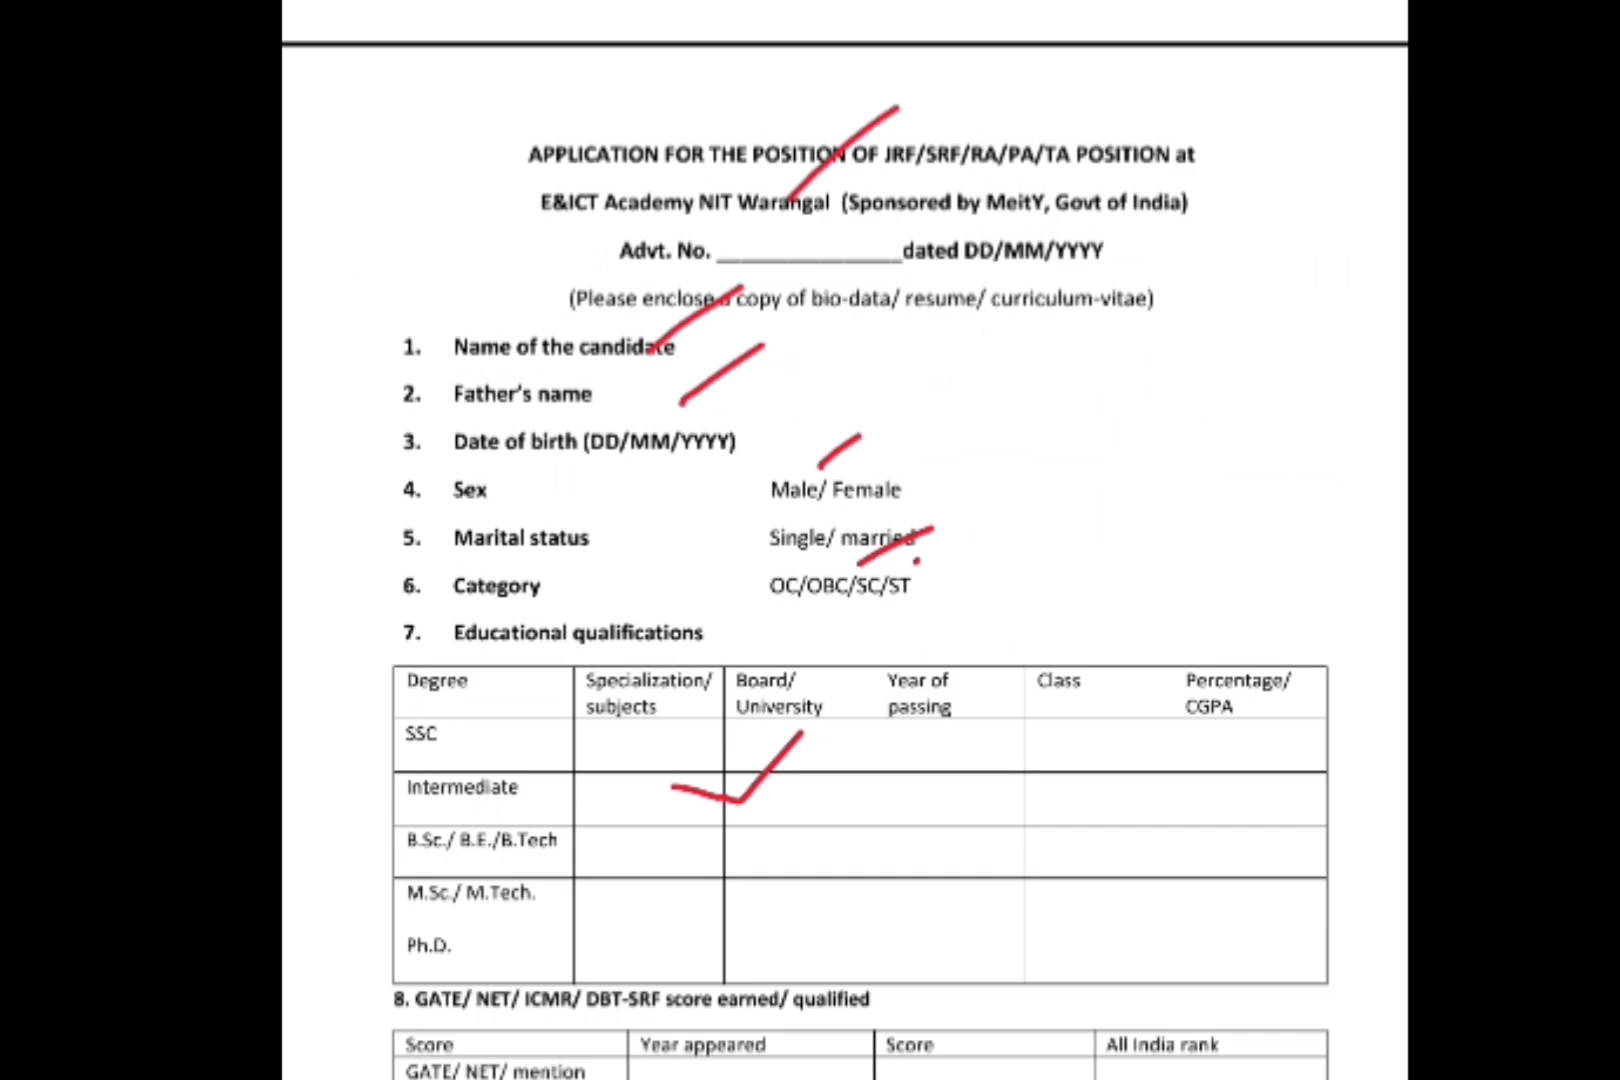 APPLICATION FOR THE POSITION OF JRF/SRF/RA/PA/TA POSITION at
E&ICT Academy NIT Warangal (Sponsored by MeitY, Govt of India)
Advt. No. ________________dated DD/MM/YYYY
(Please enclose a copy of bio-data/ resume/ curriculum-vitae)
1. Name of the candidate
2. Father's name
3. Date of birth (DD/MM/YYYY)
4. Sex Male/ Female
5. Marital status Single/ married
6. Category OC/OBC/SC/ST
7. Educational qualifications
Degree Specialization/ subjects Board/ University Year of passing Class Percentage/ CGPA
SSC
Intermediate
B.Sc./ B.E./B.Tech
M.Sc./ M.Tech.
Ph.D.
8. GATE/ NET/ ICMR/ DBT-SRF score earned/ qualified
Score Year appeared Score All India rank
GATE/ NET/ mention